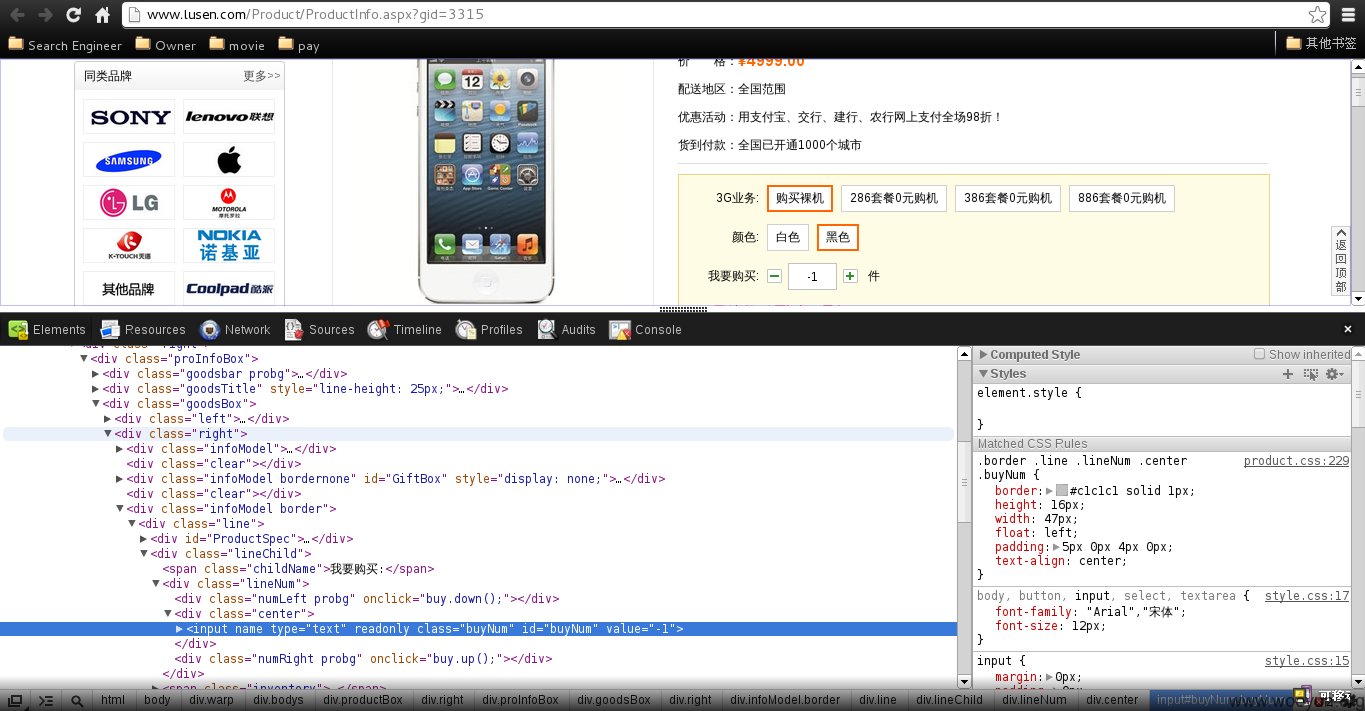 www.lusen.com/Product/ProductInfo.aspx?gid=3315
Search Engineer Owner movie pay 其他书签
同类品牌 更多>>
SONY lenovo联想
SAMSUNG
LG MOTOROLA 摩托罗拉
K-TOUCH天语 NOKIA 诺基亚
其他品牌 Coolpad 酷派
价 格：¥4999.00
配送地区：全国范围
优惠活动：用支付宝、交行、建行、农行网上支付全场98折！
货到付款：全国已开通1000个城市
3G业务: 购买裸机 286套餐0元购机 386套餐0元购机 886套餐0元购机
颜色: 白色 黑色
我要购买: -1 件
返回顶部
Elements Resources Network Sources Timeline Profiles Audits Console
<div class="right">
<div class="proInfoBox">
<div class="goodsbar probg">…</div>
<div class="goodsTitle" style="line-height: 25px;">…</div>
<div class="goodsBox">
<div class="left">…</div>
<div class="right">
<div class="infoModel">…</div>
<div class="clear"></div>
<div class="infoModel bordernone" id="GiftBox" style="display: none;">…</div>
<div class="clear"></div>
<div class="infoModel border">
<div class="line">
<div id="ProductSpec">…</div>
<div class="lineChild">
<span class="childName">我要购买:</span>
<div class="lineNum">
<div class="numLeft probg" onclick="buy.down();"></div>
<div class="center">
<input name type="text" readonly class="buyNum" id="buyNum" value="-1">
</div>
<div class="numRight probg" onclick="buy.up();"></div>
</div>
<span class="inventory">…</span>
Computed Style Show inherited
Styles
element.style {
}
Matched CSS Rules
.border .line .lineNum .center product.css:229
.buyNum {
border: #c1c1c1 solid 1px;
height: 16px;
width: 47px;
float: left;
padding: 5px 0px 4px 0px;
text-align: center;
}
body, button, input, select, textarea { style.css:17
font-family: "Arial","宋体";
font-size: 12px;
}
input { style.css:15
margin: 0px;
padding: 0px;
html body div.warp div.bodys div.productBox div.right div.proInfoBox div.goodsBox div.right div.infoModel.border div.line div.lineChild div.lineNum div.center